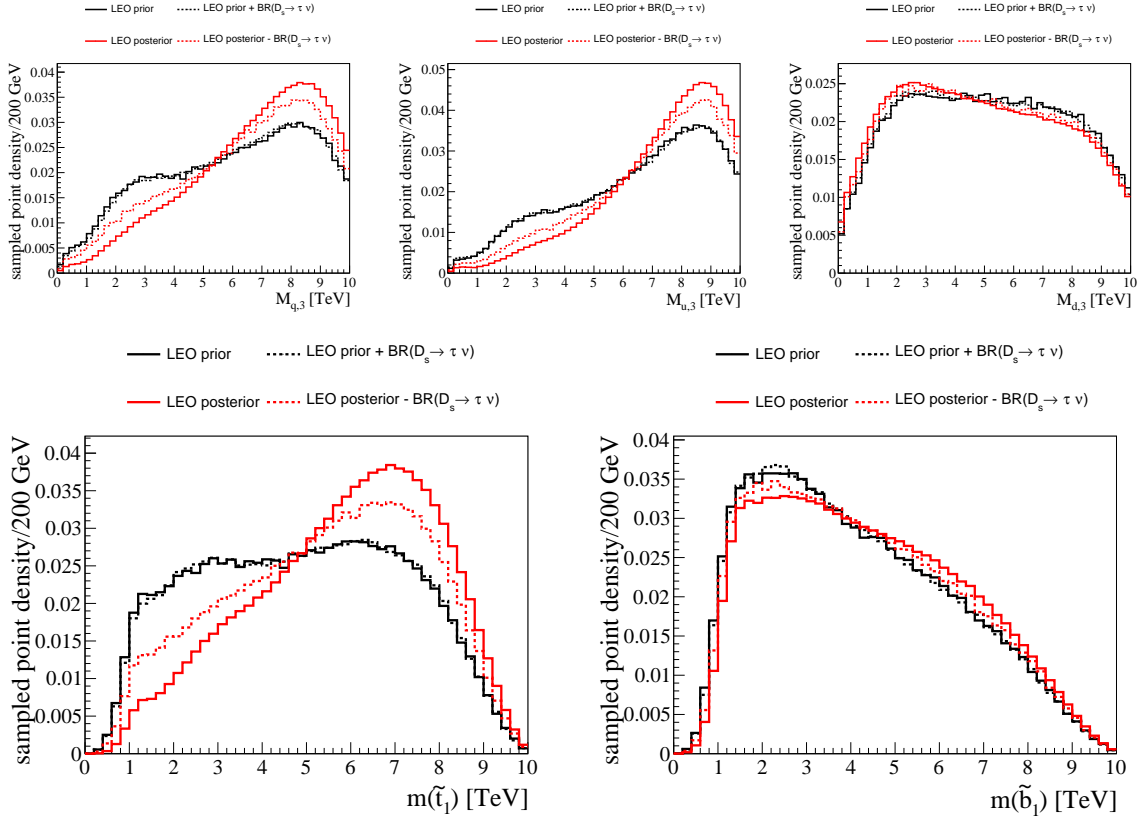 LEO prior LEO prior + BR(D_s → τ ν)
LEO posterior LEO posterior - BR(D_s → τ ν)
sampled point density/200 GeV
0.04
0.035
0.03
0.025
0.02
0.015
0.01
0.005
0
0 1 2 3 4 5 6 7 8 9 10
M_q,3 [TeV]
LEO prior LEO prior + BR(D_s → τ ν)
LEO posterior LEO posterior - BR(D_s → τ ν)
sampled point density/200 GeV
0.05
0.04
0.03
0.02
0.01
0
0 1 2 3 4 5 6 7 8 9 10
M_u,3 [TeV]
LEO prior LEO prior + BR(D_s → τ ν)
LEO posterior LEO posterior - BR(D_s → τ ν)
sampled point density/200 GeV
0.025
0.02
0.015
0.01
0.005
0
0 1 2 3 4 5 6 7 8 9 10
M_d,3 [TeV]
LEO prior LEO prior + BR(D_s → τ ν)
LEO posterior LEO posterior - BR(D_s → τ ν)
sampled point density/200 GeV
0.04
0.035
0.03
0.025
0.02
0.015
0.01
0.005
0
0 1 2 3 4 5 6 7 8 9 10
m(t̃_1) [TeV]
LEO prior LEO prior + BR(D_s → τ ν)
LEO posterior LEO posterior - BR(D_s → τ ν)
sampled point density/200 GeV
0.04
0.035
0.03
0.025
0.02
0.015
0.01
0.005
0
0 1 2 3 4 5 6 7 8 9 10
m(b̃_1) [TeV]